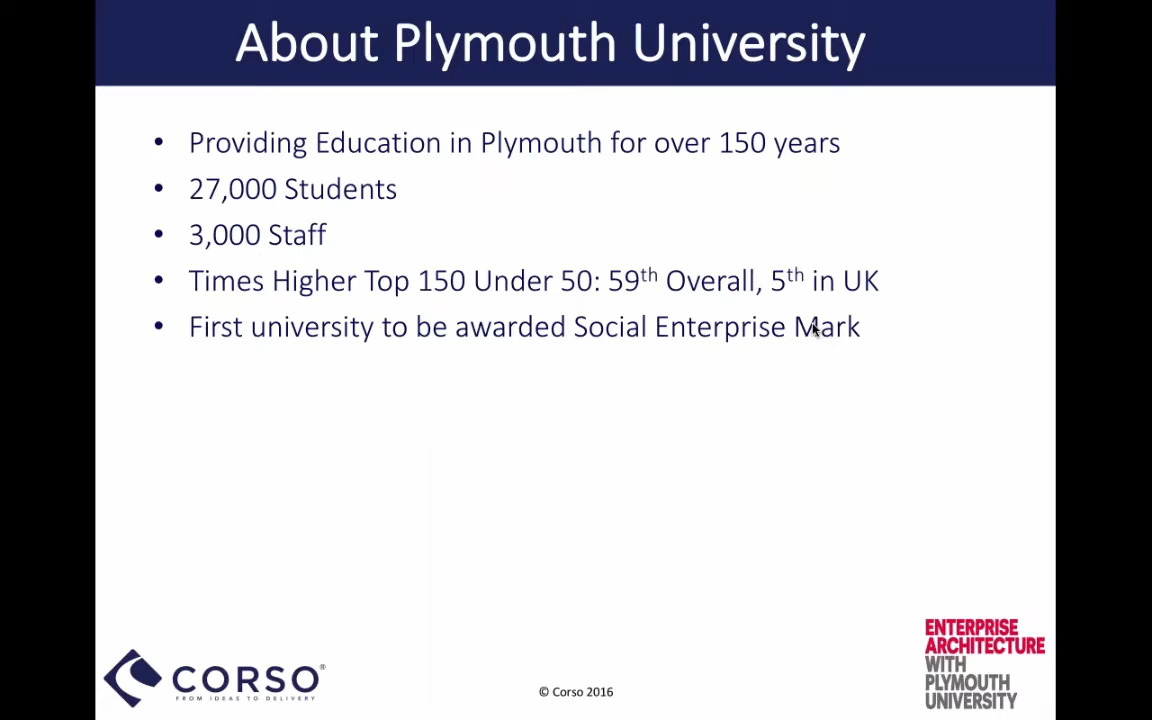 About Plymouth University
• Providing Education in Plymouth for over 150 years
• 27,000 Students
• 3,000 Staff
• Times Higher Top 150 Under 50: 59th Overall, 5th in UK
• First university to be awarded Social Enterprise Mark
CORSO®
FROM IDEAS TO DELIVERY
© Corso 2016
ENTERPRISE
ARCHITECTURE
WITH
PLYMOUTH
UNIVERSITY